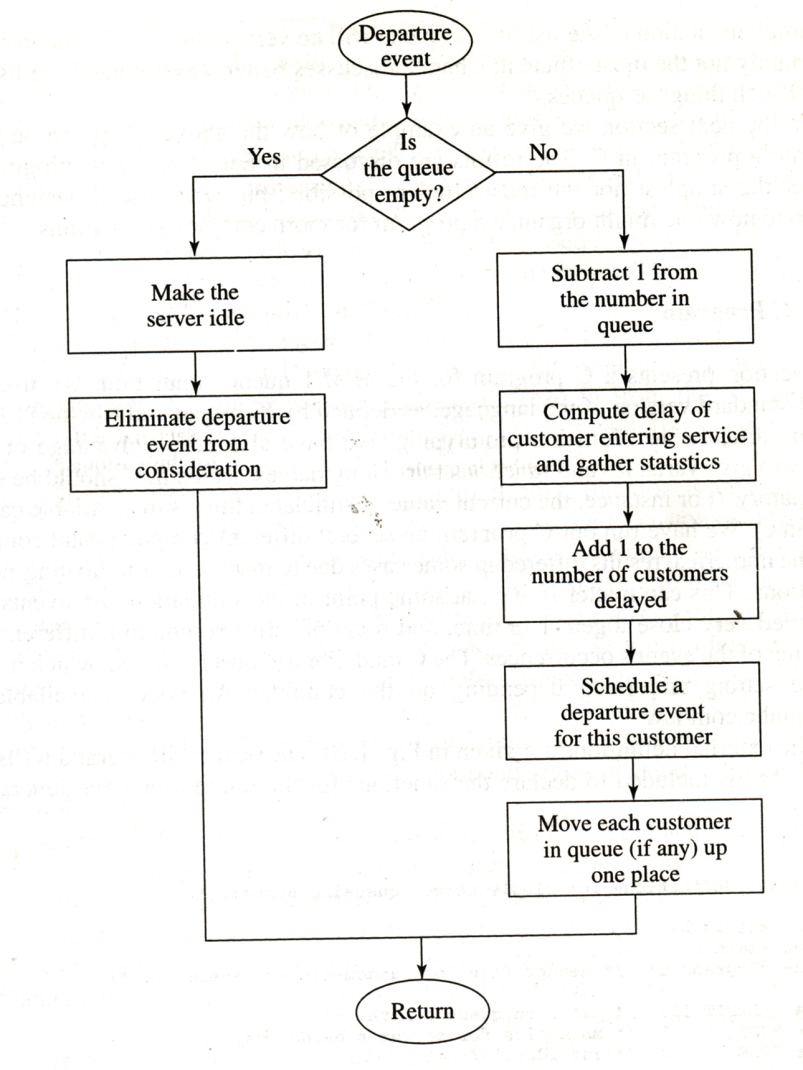 Departure
event
Is
the queue
empty?
Yes
No
Make the
server idle
Eliminate departure
event from
consideration
Subtract 1 from
the number in
queue
Compute delay of
customer entering service
and gather statistics
Add 1 to the
number of customers
delayed
Schedule a
departure event
for this customer
Move each customer
in queue (if any) up
one place
Return